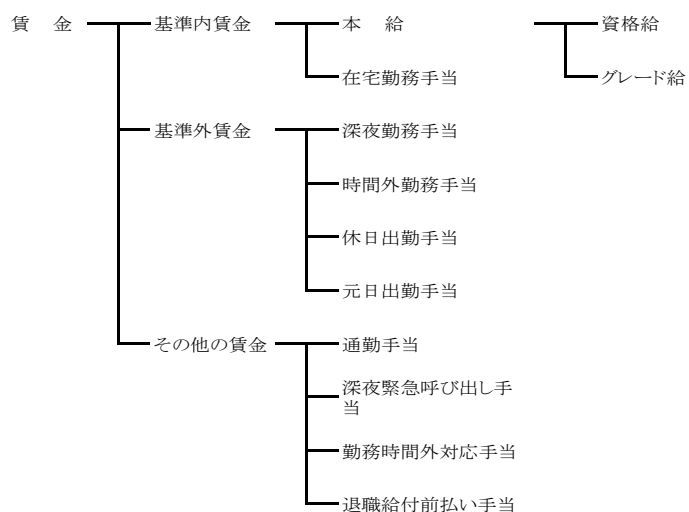 賃　金 基準内賃金 本　給 資格給
在宅勤務手当 グレード給
基準外賃金 深夜勤務手当
時間外勤務手当
休日出勤手当
元日出勤手当
その他の賃金 通勤手当
深夜緊急呼び出し手
当
勤務時間外対応手当
退職給付前払い手当